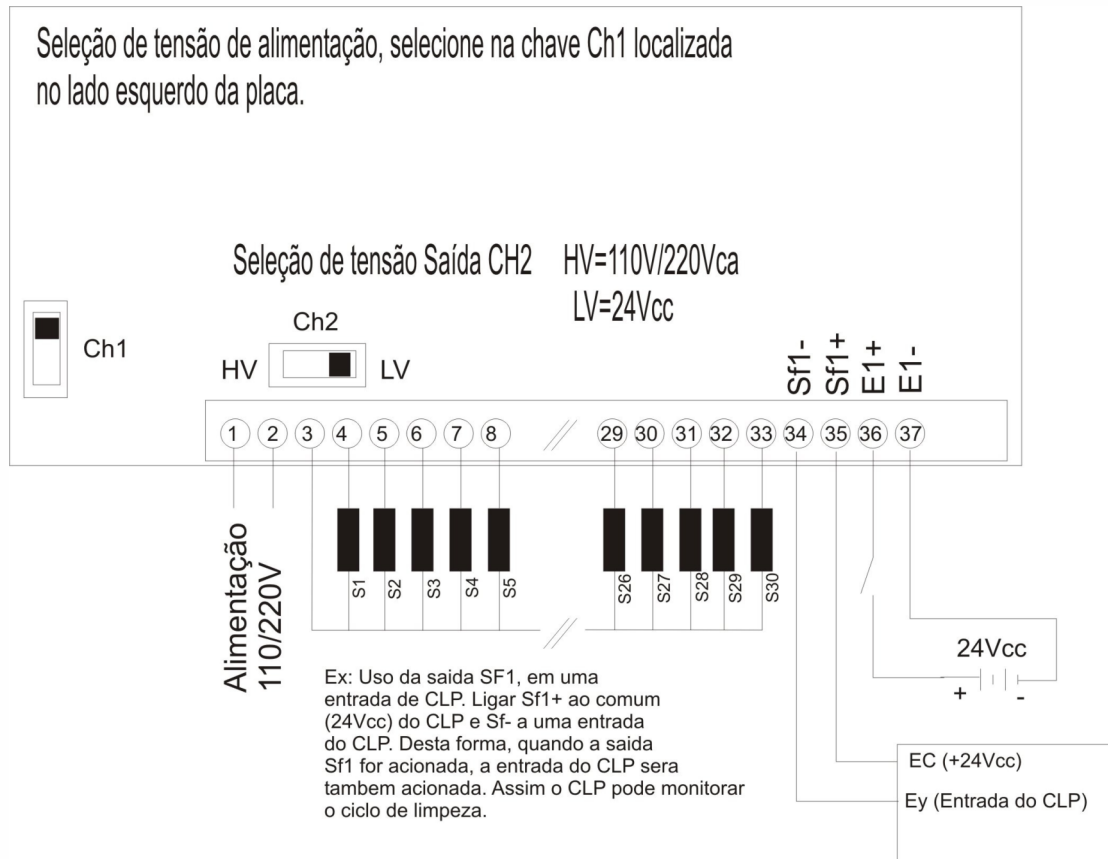 Seleção de tensão de alimentação, selecione na chave Ch1 localizada
no lado esquerdo da placa.
Seleção de tensão Saída CH2 HV=110V/220Vca
LV=24Vcc
Ch1
Ch2
HV
LV
Sf1-
Sf1+
E1+
E1-
1 2 3 4 5 6 7 8 29 30 31 32 33 34 35 36 37
Alimentação
110/220V
S1
S2
S3
S4
S5
S26
S27
S28
S29
S30
24Vcc
+ -
Ex: Uso da saida SF1, em uma
entrada de CLP. Ligar Sf1+ ao comum
(24Vcc) do CLP e Sf- a uma entrada
do CLP. Desta forma, quando a saida
Sf1 for acionada, a entrada do CLP sera
tambem acionada. Assim o CLP pode monitorar
o ciclo de limpeza.
EC (+24Vcc)
Ey (Entrada do CLP)